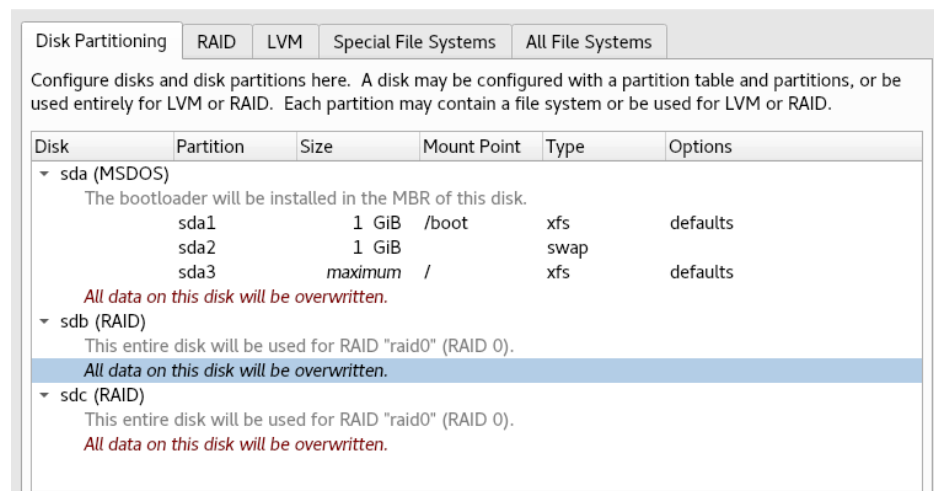 Disk Partitioning RAID LVM Special File Systems All File Systems
Configure disks and disk partitions here. A disk may be configured with a partition table and partitions, or be
used entirely for LVM or RAID. Each partition may contain a file system or be used for LVM or RAID.
Disk Partition Size Mount Point Type Options
sda (MSDOS)
The bootloader will be installed in the MBR of this disk.
sda1 1 GiB /boot xfs defaults
sda2 1 GiB swap
sda3 maximum / xfs defaults
All data on this disk will be overwritten.
sdb (RAID)
This entire disk will be used for RAID "raid0" (RAID 0).
All data on this disk will be overwritten.
sdc (RAID)
This entire disk will be used for RAID "raid0" (RAID 0).
All data on this disk will be overwritten.